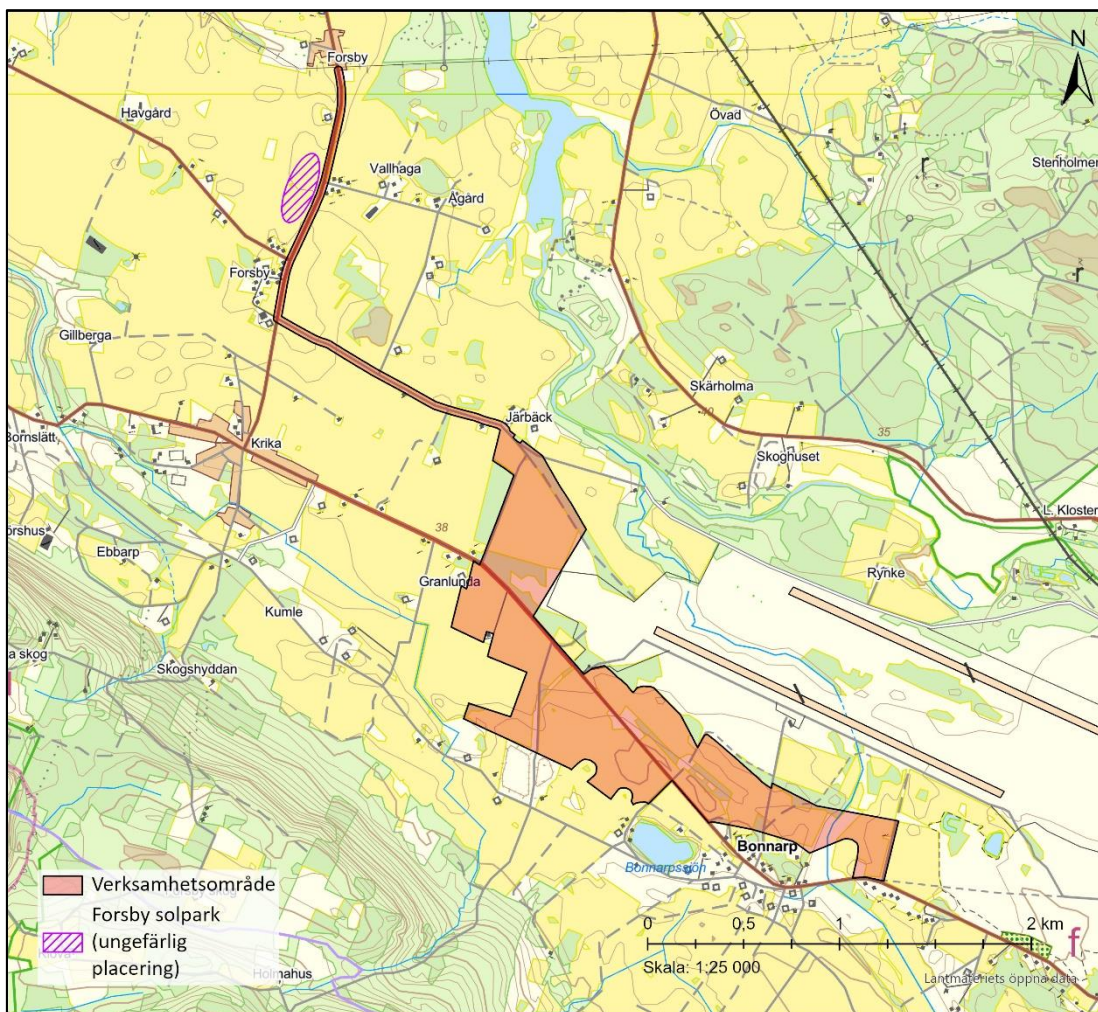 N
Forsby
Havgård
Övad
Stenholmen
r
Vallhaga
Ågård
Forsby
r
Gillberga
Skärholma
40
35
Järbäck
Bornslätt
Krika
Skoghuset
L. Kloster
38
Ebbarp
Granlunda
Rynke
Kumle
a skog
Skogshyddan
Bonnarp
Bonnarpssjön
Verksamhetsområde
Forsby solpark
(ungefärlig
placering)
Holmahus
0 0,5 1 2 km
Skala: 1:25 000
f
Lantmäteriets öppna data